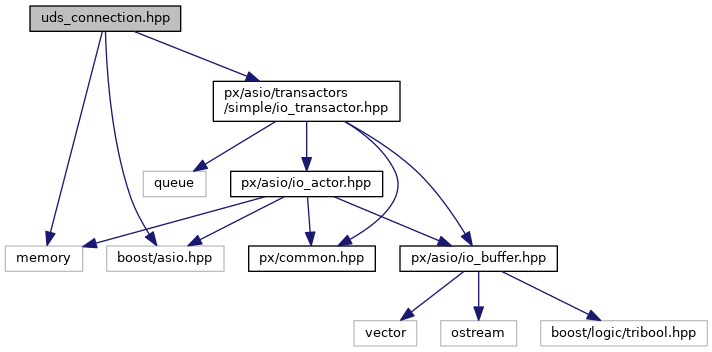 uds_connection.hpp
px/asio/transactors
/simple/io_transactor.hpp
queue
px/asio/io_actor.hpp
memory
boost/asio.hpp
px/common.hpp
px/asio/io_buffer.hpp
vector
ostream
boost/logic/tribool.hpp